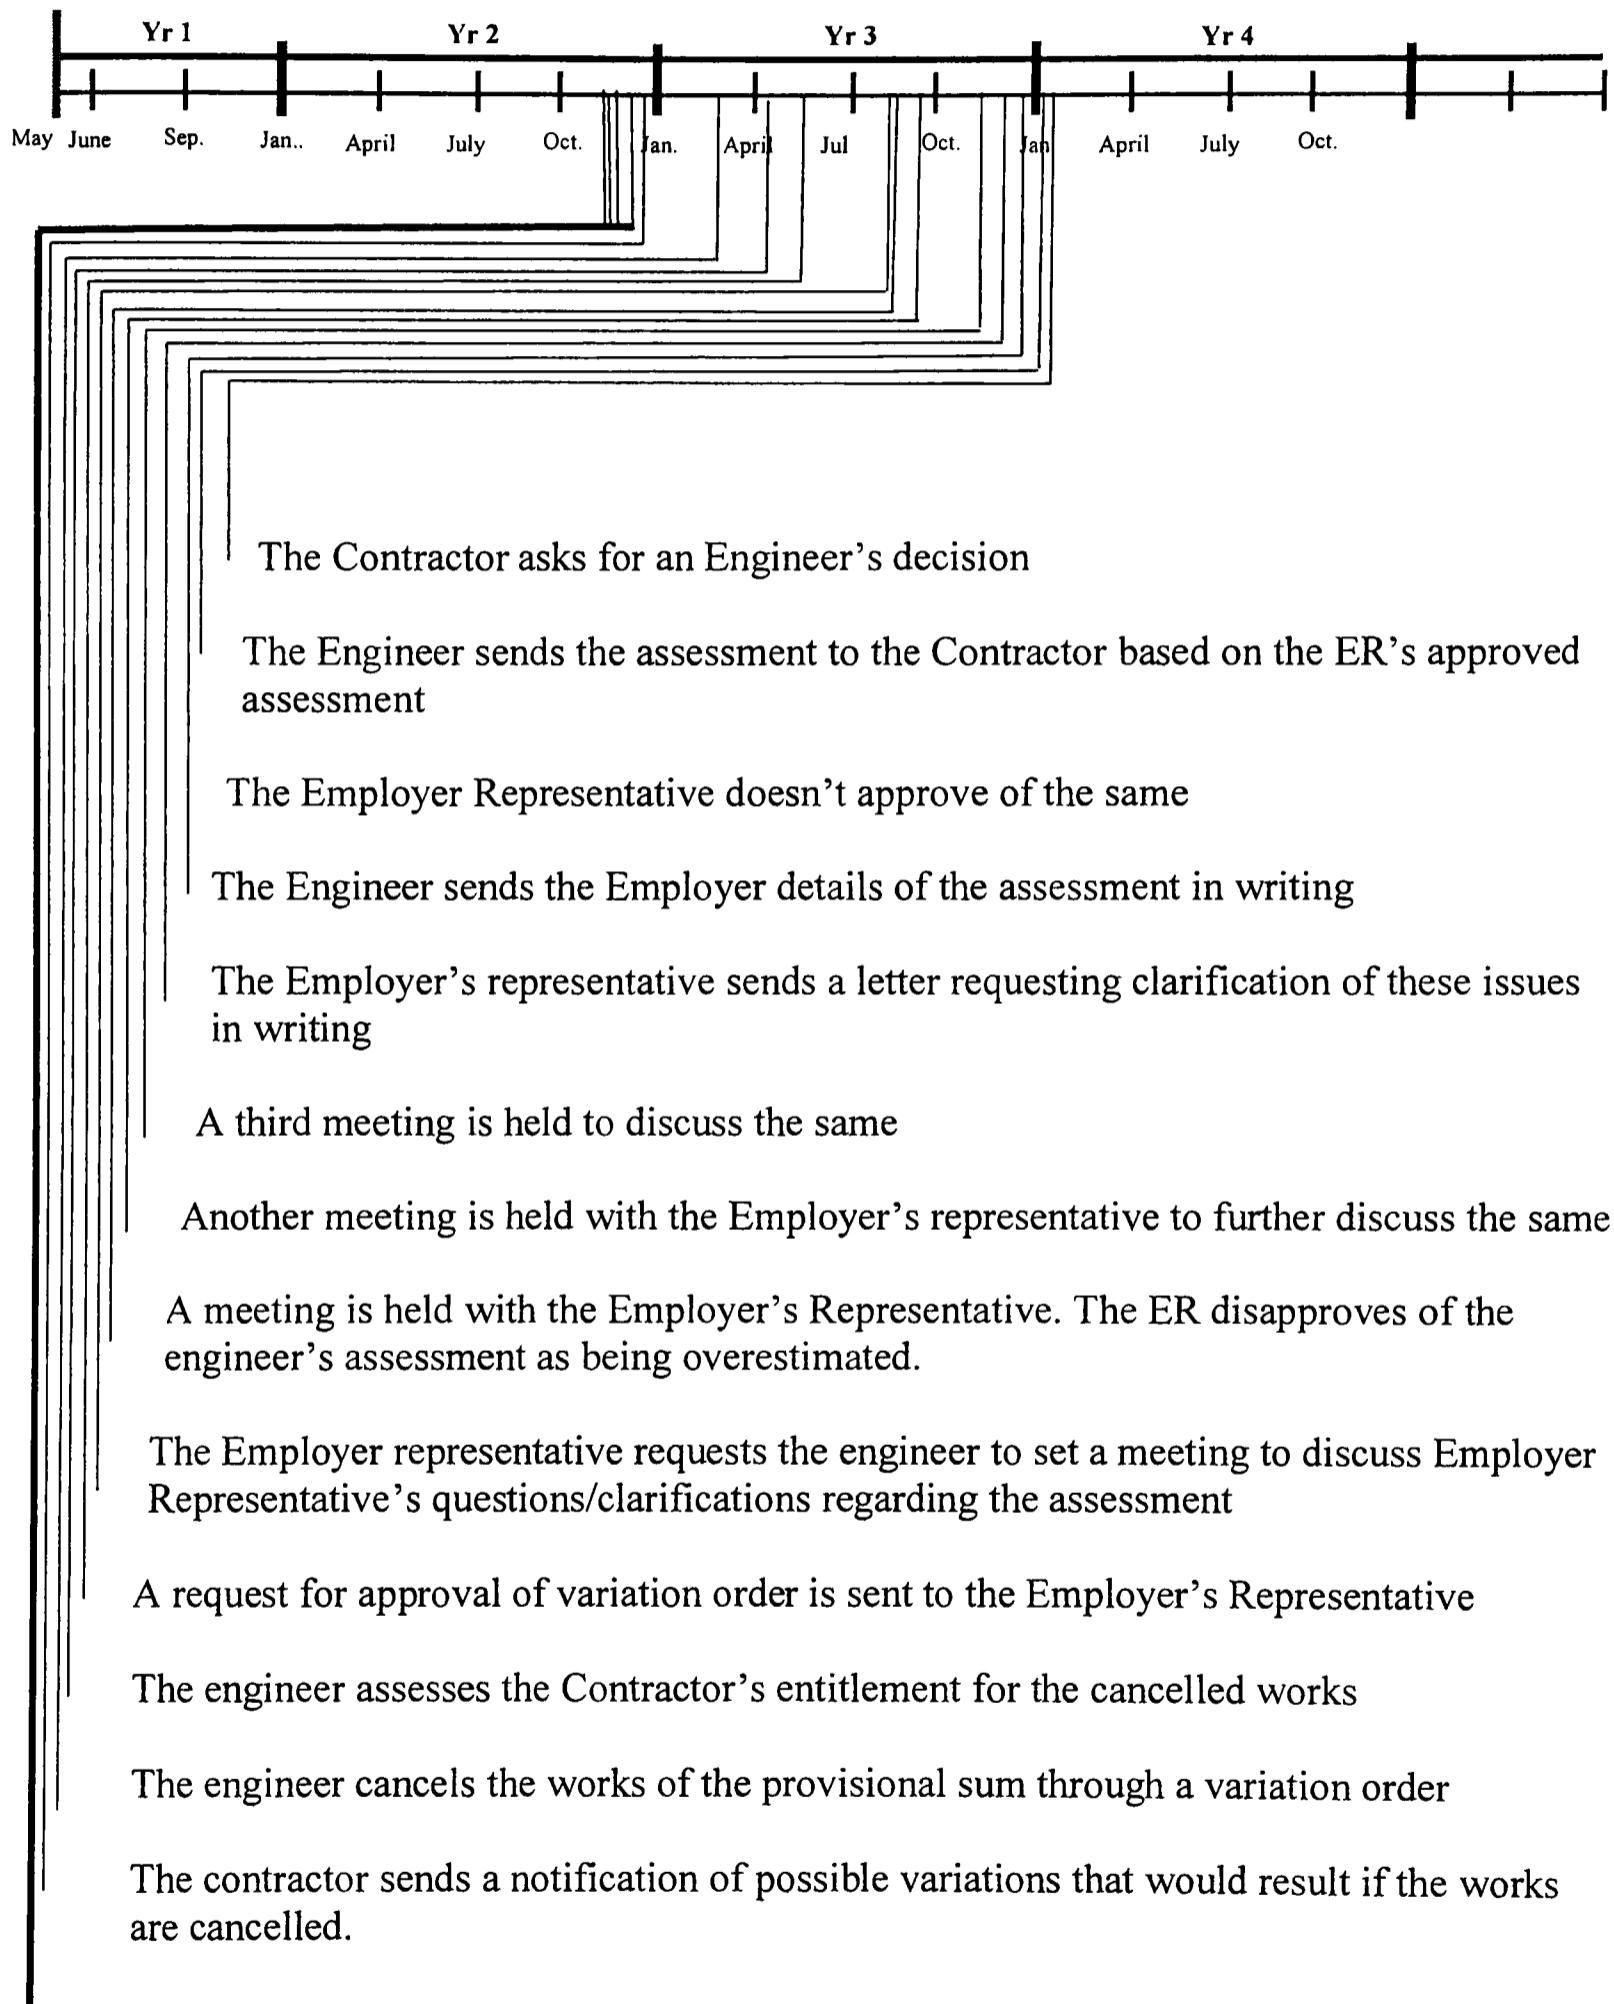 Yr 1 Yr 2 Yr 3 Yr 4
May June Sep. Jan.. April July Oct. Jan. April Jul Oct. Jan April July Oct.
The Contractor asks for an Engineer’s decision
The Engineer sends the assessment to the Contractor based on the ER’s approved
assessment
The Employer Representative doesn’t approve of the same
The Engineer sends the Employer details of the assessment in writing
The Employer’s representative sends a letter requesting clarification of these issues
in writing
A third meeting is held to discuss the same
Another meeting is held with the Employer’s representative to further discuss the same
A meeting is held with the Employer’s Representative. The ER disapproves of the
engineer’s assessment as being overestimated.
The Employer representative requests the engineer to set a meeting to discuss Employer
Representative’s questions/clarifications regarding the assessment
A request for approval of variation order is sent to the Employer’s Representative
The engineer assesses the Contractor’s entitlement for the cancelled works
The engineer cancels the works of the provisional sum through a variation order
The contractor sends a notification of possible variations that would result if the works
are cancelled.